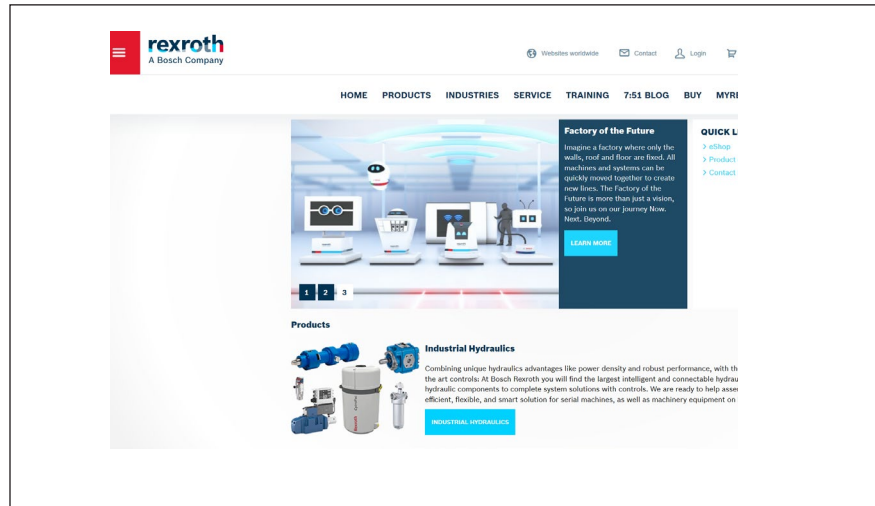 rexroth
A Bosch Company
Websites worldwide
Contact
Login
HOME
PRODUCTS
INDUSTRIES
SERVICE
TRAINING
7:51 BLOG
BUY
MYRE
Factory of the Future
Imagine a factory where only the
walls, roof and floor are fixed. All
machines and systems can be
quickly moved together to create
new lines. The Factory of the
Future is more than just a vision,
so join us on our journey Now.
Next. Beyond.
LEARN MORE
QUICK L
> eShop
> Product
> Contact
1 2 3
Products
Industrial Hydraulics
Combining unique hydraulics advantages like power density and robust performance, with th
the art controls: At Bosch Rexroth you will find the largest intelligent and connectable hydrau
hydraulic components to complete system solutions with controls. We are ready to help asse
efficient, flexible, and smart solution for serial machines, as well as machinery equipment on
INDUSTRIAL HYDRAULICS